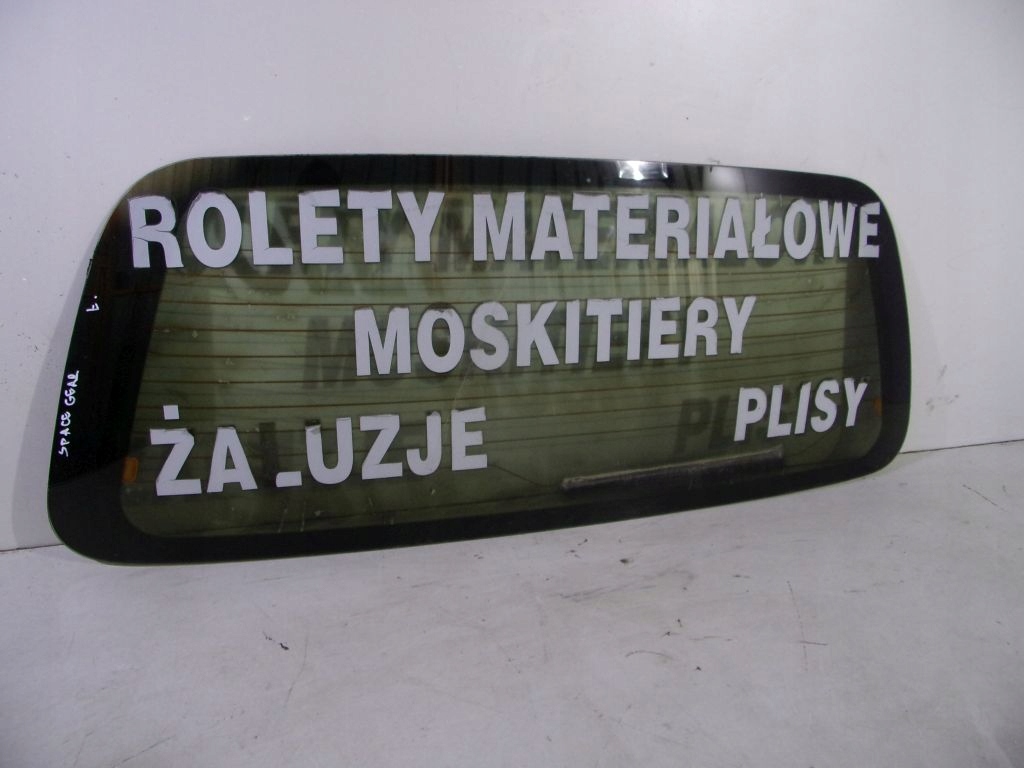 ROLETY MATERIAŁOWE
MOSKITIERY
ŻA-UZJE PLISY
SPACE GEAR